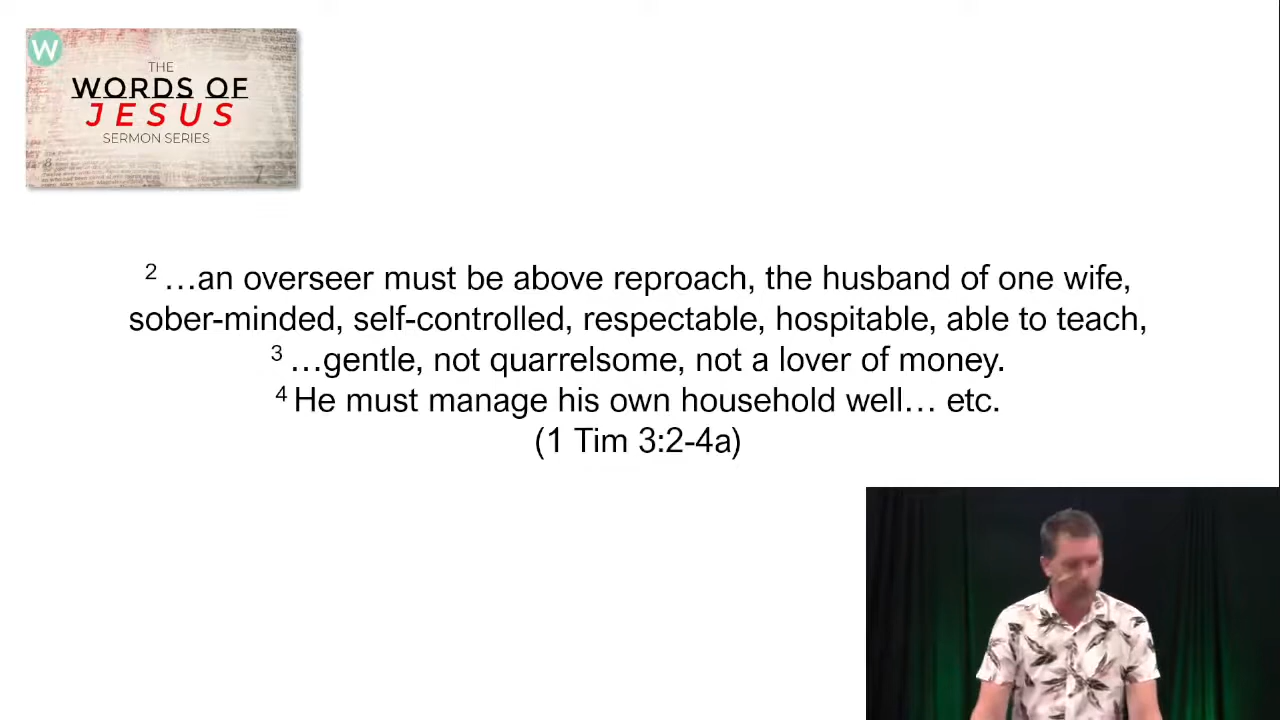 W
THE
WORDS OF
JESUS
SERMON SERIES
2 …an overseer must be above reproach, the husband of one wife,
sober-minded, self-controlled, respectable, hospitable, able to teach,
3 …gentle, not quarrelsome, not a lover of money.
4 He must manage his own household well… etc.
(1 Tim 3:2-4a)